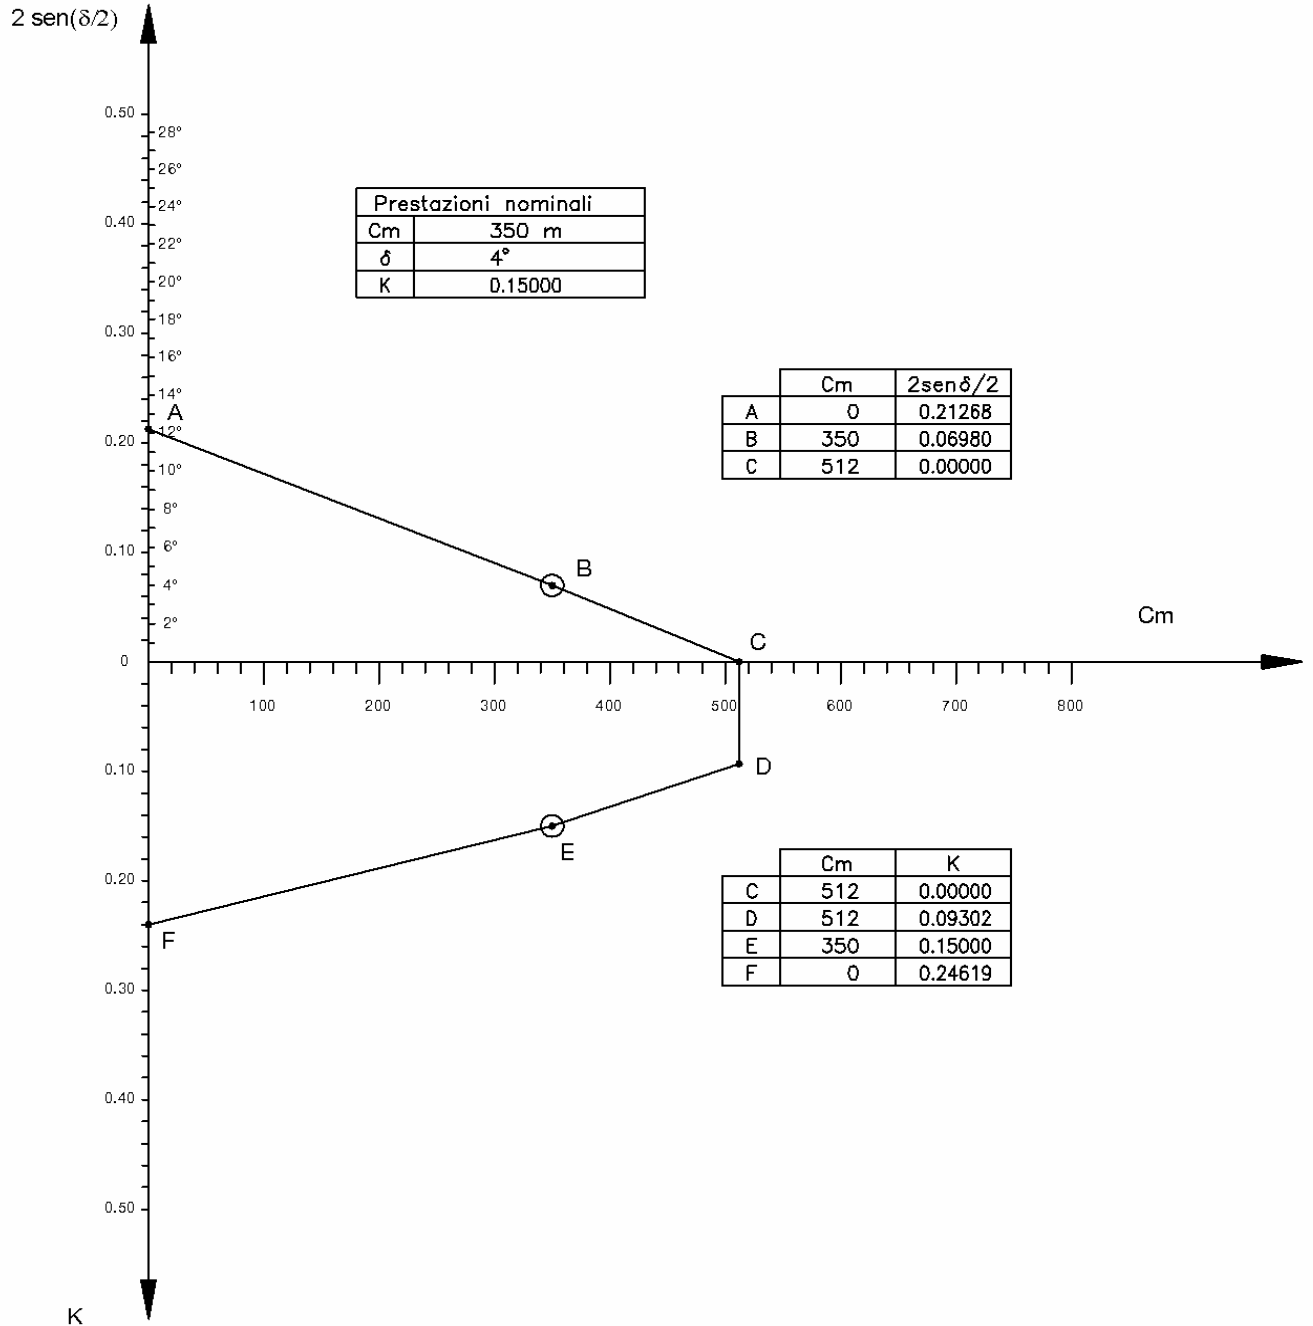 2 sen(δ/2)
0.50
28°
26°
24°
0.40
22°
20°
0.30
18°
16°
14°
12°
0.20
10°
8°
6°
0.10
4°
2°
0
Prestazioni nominali
Cm 350 m
δ 4°
K 0.15000
Cm 2senδ/2
A 0 0.21268
B 350 0.06980
C 512 0.00000
A
B
C
Cm
100 200 300 400 500 600 700 800
D
E
F
0.10
0.20
0.30
0.40
0.50
Cm K
C 512 0.00000
D 512 0.09302
E 350 0.15000
F 0 0.24619
K